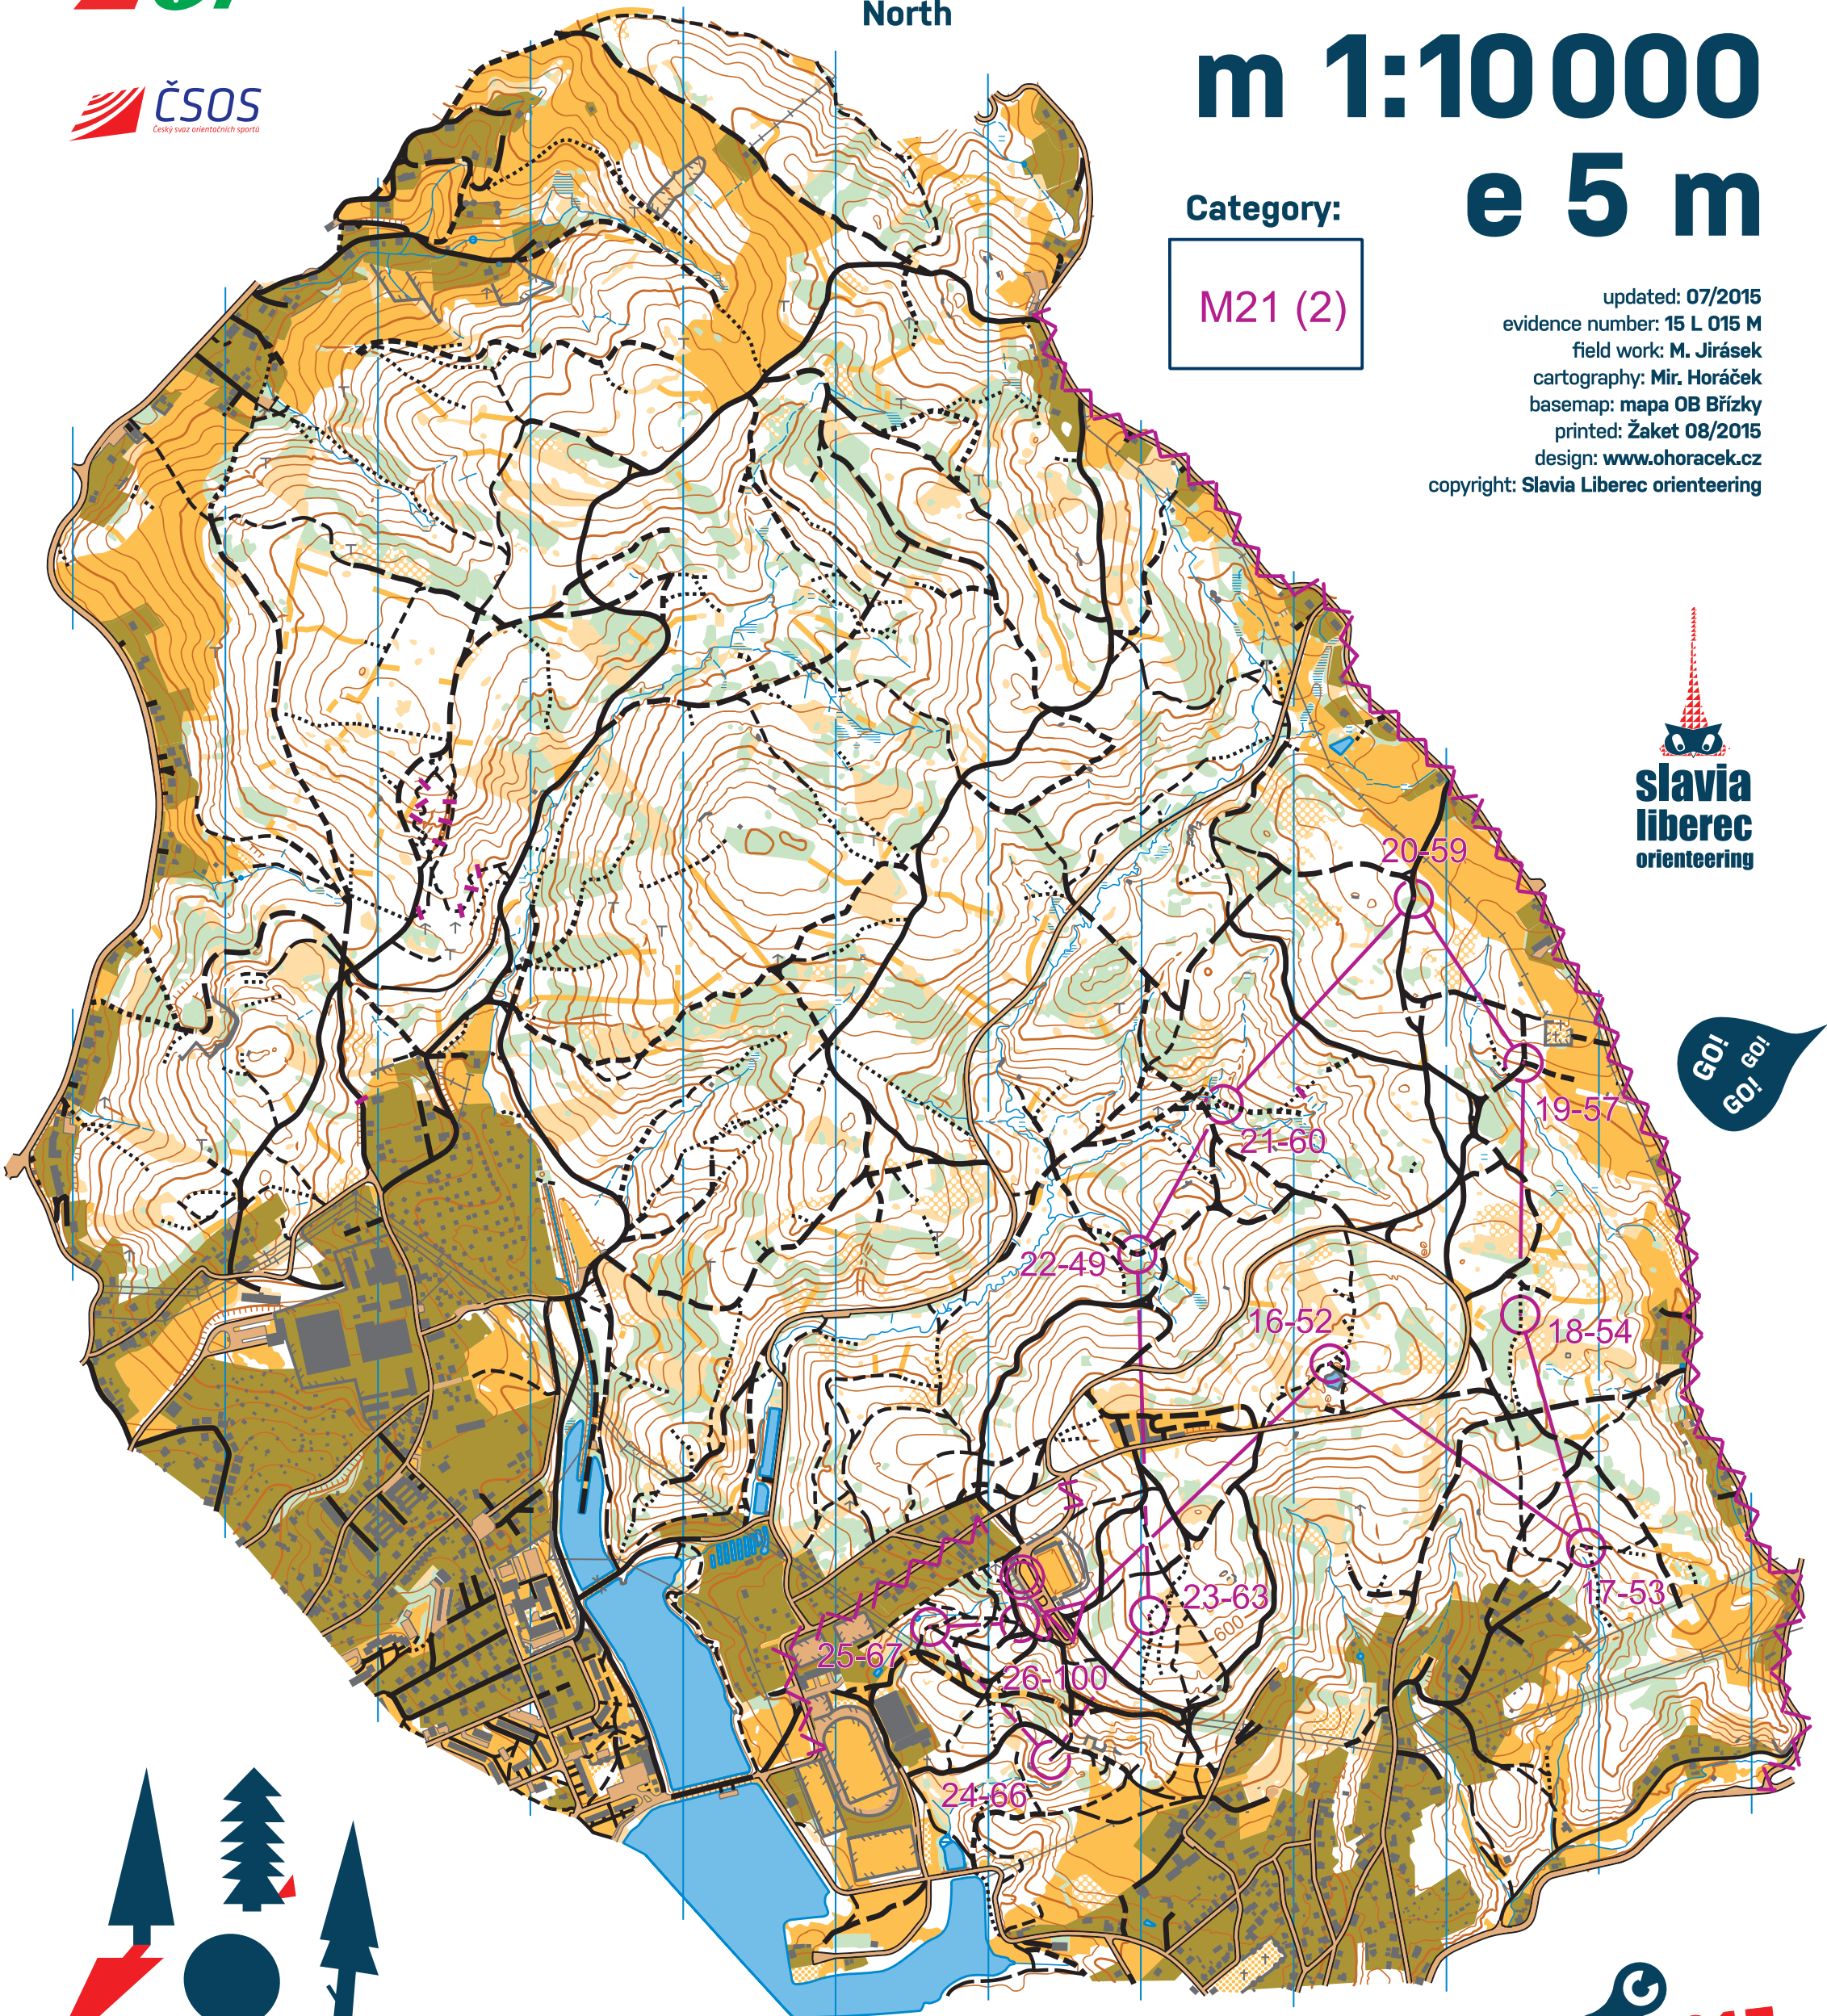 North
ČSOS
Český svaz orientačních sportů
m 1:10 000
e 5 m
Category:
M21 (2)
updated: 07/2015
evidence number: 15 L 015 M
field work: M. Jirásek
cartography: Mir. Horáček
basemap: mapa OB Břízky
printed: Žaket 08/2015
design: www.ohoracek.cz
copyright: Slavia Liberec orienteering
slavia
liberec
orienteering
20-59
GO!
GO!
GO!
19-57
21-60
22-49
16-52
18-54
17-53
23-63
600
25-67
26-100
24-66